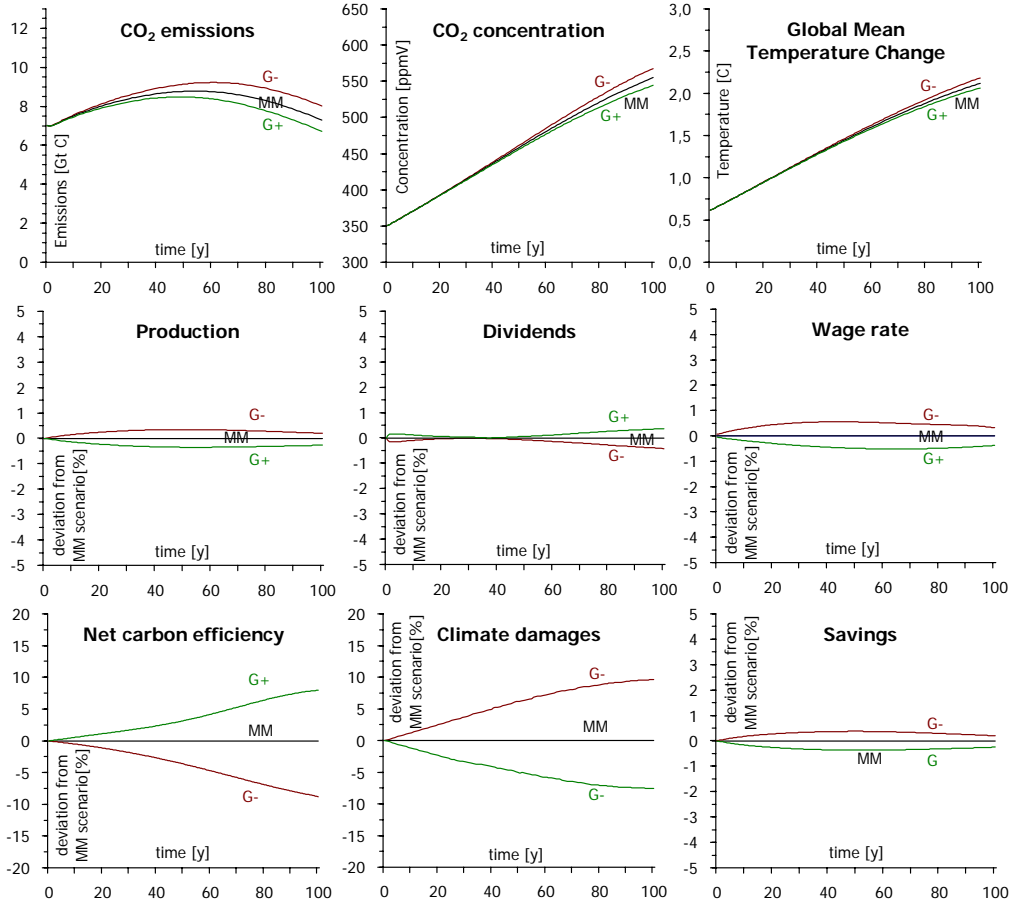 CO₂ emissions
Emissions [Gt C]
12
10
8
6
4
2
0
G-
MM
G+
time [y]
0 20 40 60 80 100
CO₂ concentration
Concentration [ppmV]
650
600
550
500
450
400
350
300
G-
MM
G+
time [y]
0 20 40 60 80 100
Global Mean
Temperature Change
Temperature [C]
3,0
2,5
2,0
1,5
1,0
0,5
0,0
G-
MM
G+
time [y]
0 20 40 60 80 100
Production
deviation from
MM scenario[%]
5
4
3
2
1
0
-1
-2
-3
-4
-5
G-
MM
G+
time [y]
0 20 40 60 80 100
Dividends
deviation from
MM scenario[%]
5
4
3
2
1
0
-1
-2
-3
-4
-5
G+
MM
G-
time [y]
0 20 40 60 80 100
Wage rate
deviation from
MM scenario[%]
5
4
3
2
1
0
-1
-2
-3
-4
-5
G-
MM
G+
time [y]
0 20 40 60 80 100
Net carbon efficiency
deviation from
MM scenario[%]
20
15
10
5
0
-5
-10
-15
-20
G+
MM
G-
time [y]
0 20 40 60 80 100
Climate damages
deviation from
MM scenario[%]
20
15
10
5
0
-5
-10
-15
-20
G-
MM
G-
time [y]
0 20 40 60 80 100
Savings
deviation from
MM scenario[%]
5
4
3
2
1
0
-1
-2
-3
-4
-5
G-
MM
G
time [y]
0 20 40 60 80 100